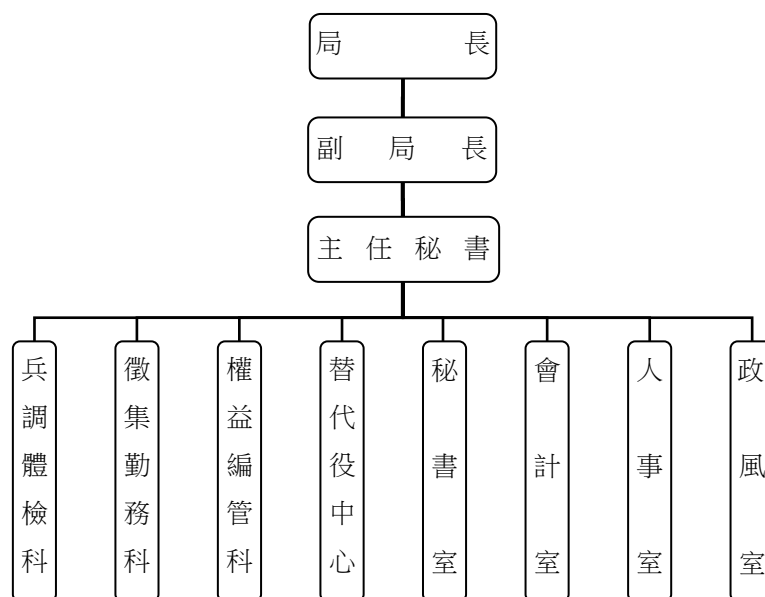 局長
副局長
主任秘書
兵調體檢科
徵集勤務科
權益編管科
替代役中心
秘書室
會計室
人事室
政風室